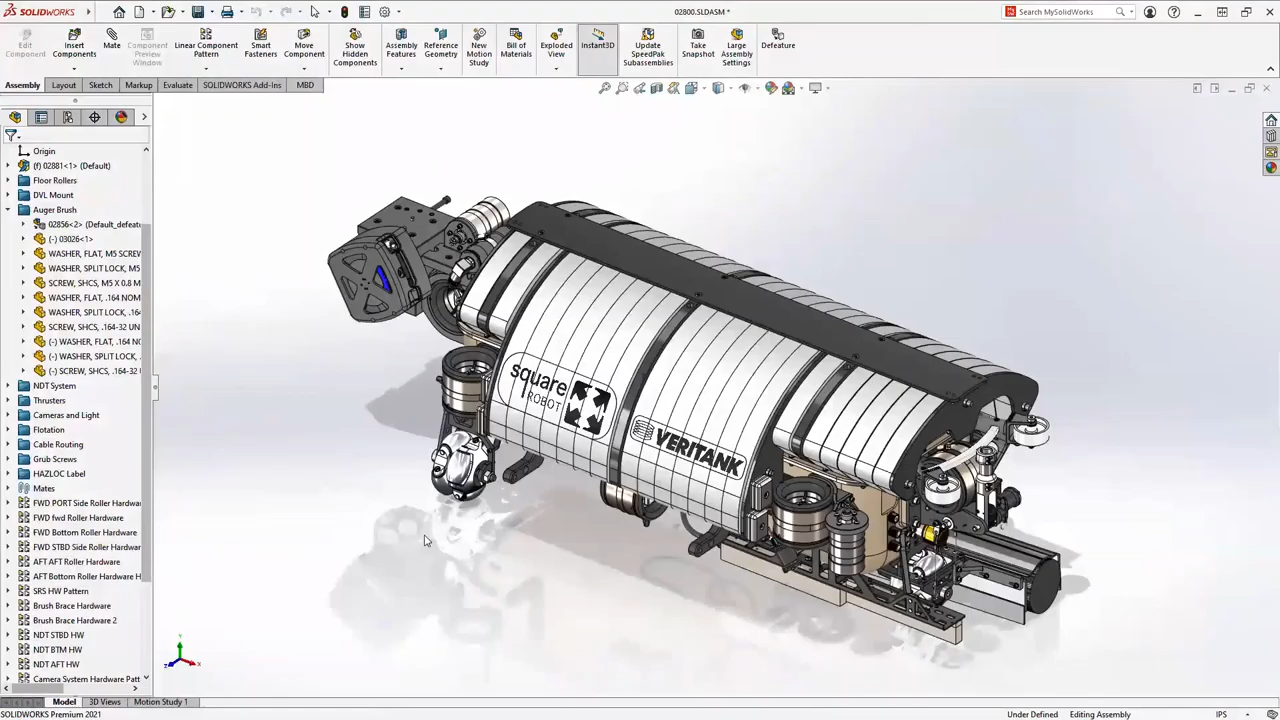 SOLIDWORKS
02800.SLDASM *
Search MySolidWorks
Edit Component
Insert Components
Mate
Component Preview Window
Linear Component Pattern
Smart Fasteners
Move Component
Show Hidden Components
Assembly Features
Reference Geometry
New Motion Study
Bill of Materials
Exploded View
Instant3D
Update SpeedPak Subassemblies
Take Snapshot
Large Assembly Settings
Defeature
Assembly Layout Sketch Markup Evaluate SOLIDWORKS Add-Ins MBD
Origin
(f) 02881<1> (Default)
Floor Rollers
DVL Mount
Auger Brush
02856<2> (Default_defeat
(-) 03026<1>
WASHER, FLAT, M5 SCREW
WASHER, SPLIT LOCK, M5
SCREW, SHCS, M5 X 0.8 M
WASHER, FLAT, .164 NOM
WASHER, SPLIT LOCK, .16
SCREW, SHCS, .164-32 UN
(-) WASHER, FLAT, .164 NO
(-) WASHER, SPLIT LOCK,
(-) SCREW, SHCS, .164-32
NDT System
Thrusters
Cameras and Light
Flotation
Cable Routing
Grub Screws
HAZLOC Label
Mates
FWD PORT Side Roller Hardwa
FWD fwd Roller Hardware
FWD Bottom Roller Hardware
FWD STBD Side Roller Hardwar
AFT AFT Roller Hardware
AFT Bottom Roller Hardware H
SRS HW Pattern
Brush Brace Hardware
Brush Brace Hardware 2
NDT STBD HW
NDT BTM HW
NDT AFT HW
Camera System Hardware Patt
square
ROBOT
VERITANK
Y
X
Z
Model 3D Views Motion Study 1
SOLIDWORKS Premium 2021
Under Defined
Editing Assembly
IPS